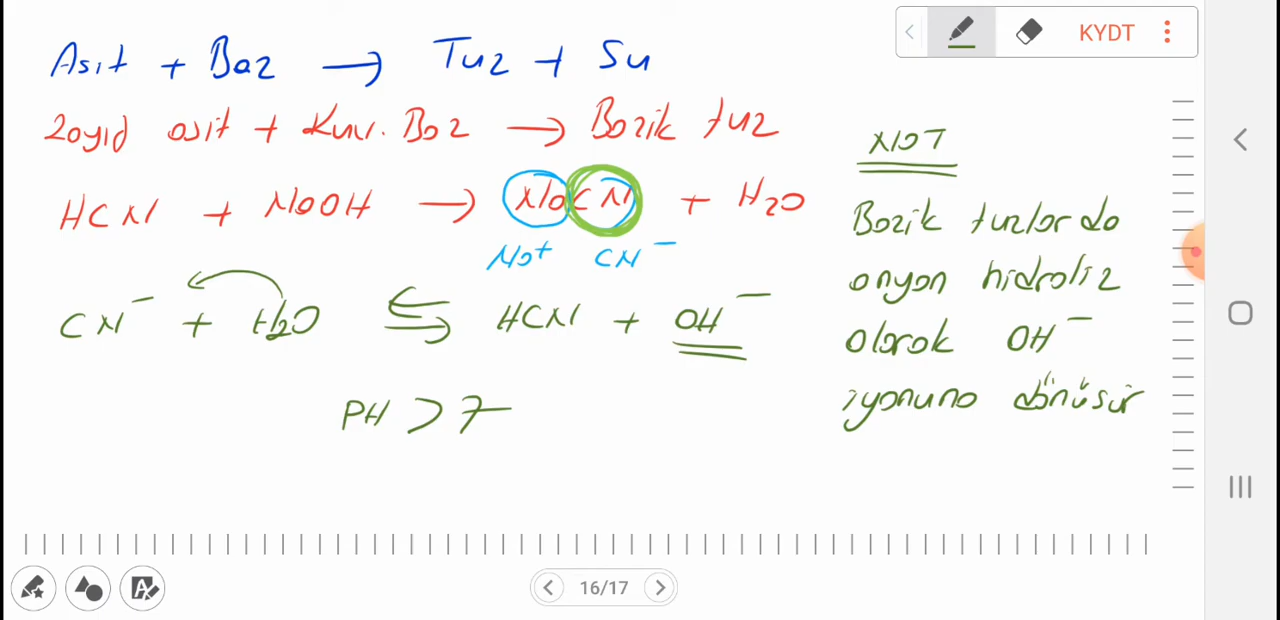 KYDT
Asit + Baz → Tuz + Su
Zayıf asit + Kuv. Baz → Bazik tuz
HCN + NaOH → NaCN + H2O
Na+ CN−
CN− + H2O ⇌ HCN + OH−
PH > 7
NOT
Bazik tuzlarda
anyon hidroliz
olarak OH−
iyonuna dönüşür
16/17